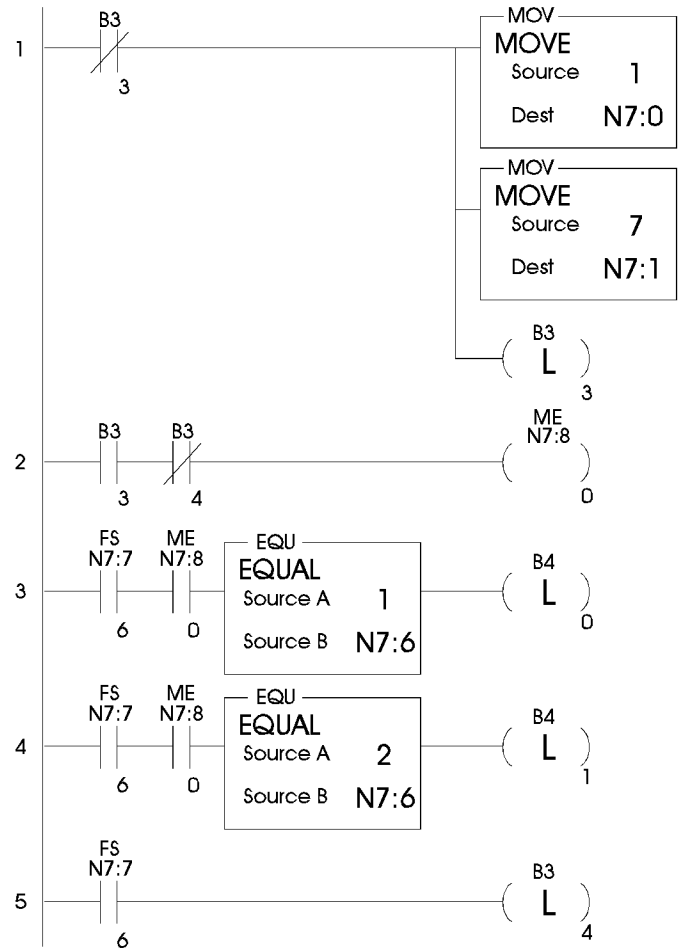 B3
MOV
1
MOVE
3
Source 1
Dest N7:0
MOV
MOVE
Source 7
Dest N7:1
B3
L
3
B3 B3
ME
N7:8
2
3 4
0
FS ME
N7:7 N7:8
EQU
EQUAL
B4
3
Source A 1
L
6 0
0
Source B N7:6
FS ME
N7:7 N7:8
EQU
EQUAL
B4
4
Source A 2
L
6 0
1
Source B N7:6
FS
N7:7
B3
5
L
6
4